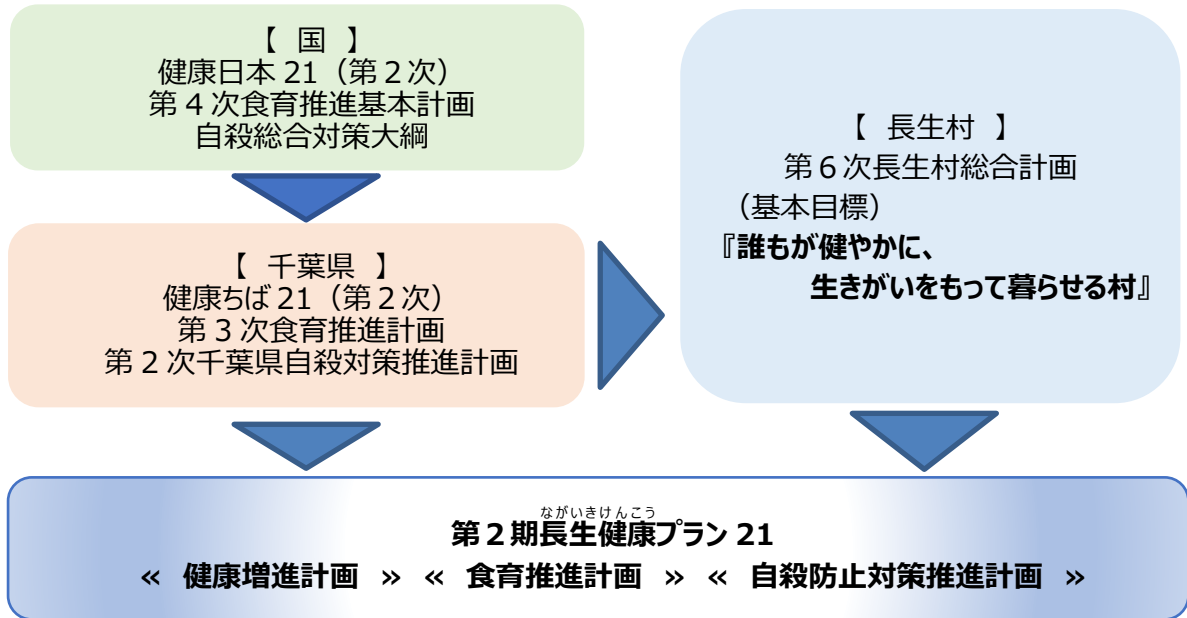 【 国 】
健康日本 21（第２次）
第４次食育推進基本計画
自殺総合対策大綱
【 千葉県 】
健康ちば 21（第２次）
第３次食育推進計画
第２次千葉県自殺対策推進計画
【 長生村 】
第６次長生村総合計画
（基本目標）
『誰もが健やかに、
生きがいをもって暮らせる村』
ながいきけんこう
第２期長生健康プラン 21
« 健康増進計画 » « 食育推進計画 » « 自殺防止対策推進計画 »